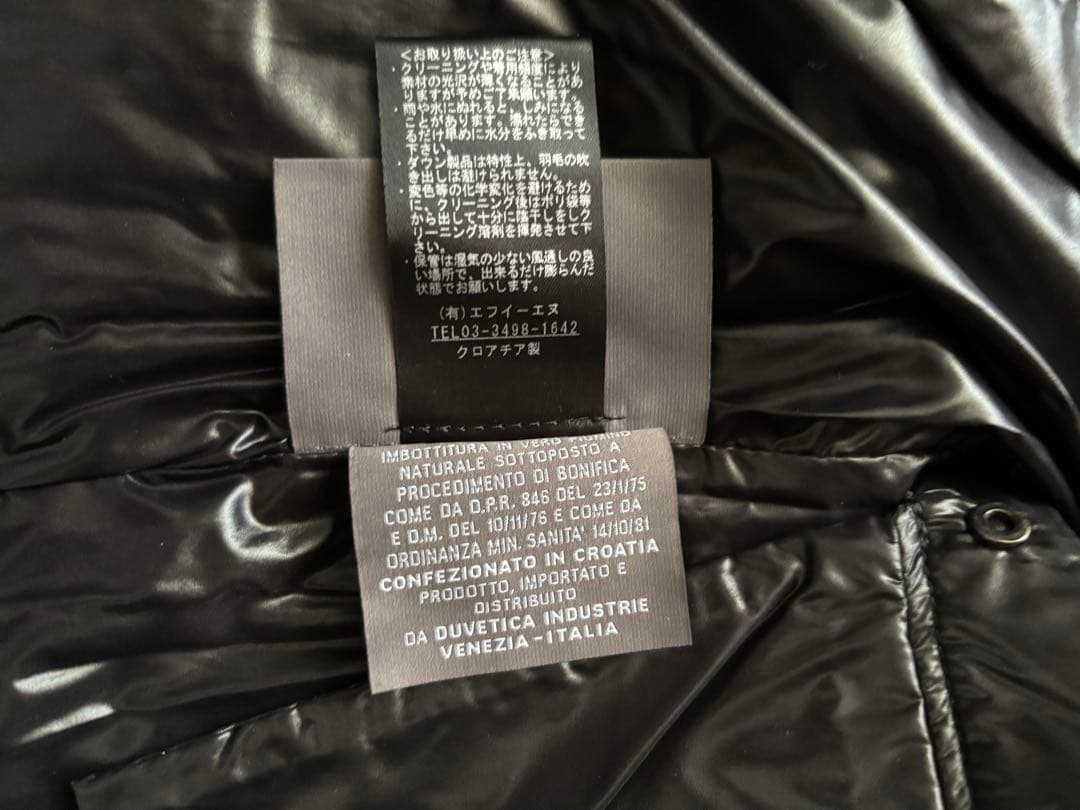 <お取り扱い上のご注意>
・クリーニングや着用頻度により
素材の光沢が薄くなることがあ
りますが予めご了承願います。
・雨や水にぬれると、しみになる
ことがあります。濡れたらでき
るだけ早めに水分をふき取って
下さい。
・ダウン製品は特性上、羽毛の吹
き出しは避けられません。
・変色等の化学変化を避けるため
に、クリーニング後はポリ袋等
から出して十分に陰干しをしク
リーニング溶剤を揮発させて下
さい。
・保管は湿気の少ない風通しの良
い場所で、出来るだけ膨らんだ
状態でお願いします。
(有)エフイーエヌ
TEL03-3498-1642
クロアチア製
IMBOTTITURA IN VERO PIUMINO
NATURALE SOTTOPOSTO A
PROCEDIMENTO DI BONIFICA
COME DA D.P.R. 846 DEL 23/1/75
E D.M. DEL 10/11/76 E COME DA
ORDINANZA MIN. SANITA' 14/10/81
CONFEZIONATO IN CROATIA
PRODOTTO, IMPORTATO E
DISTRIBUITO
DA DUVETICA INDUSTRIE
VENEZIA-ITALIA